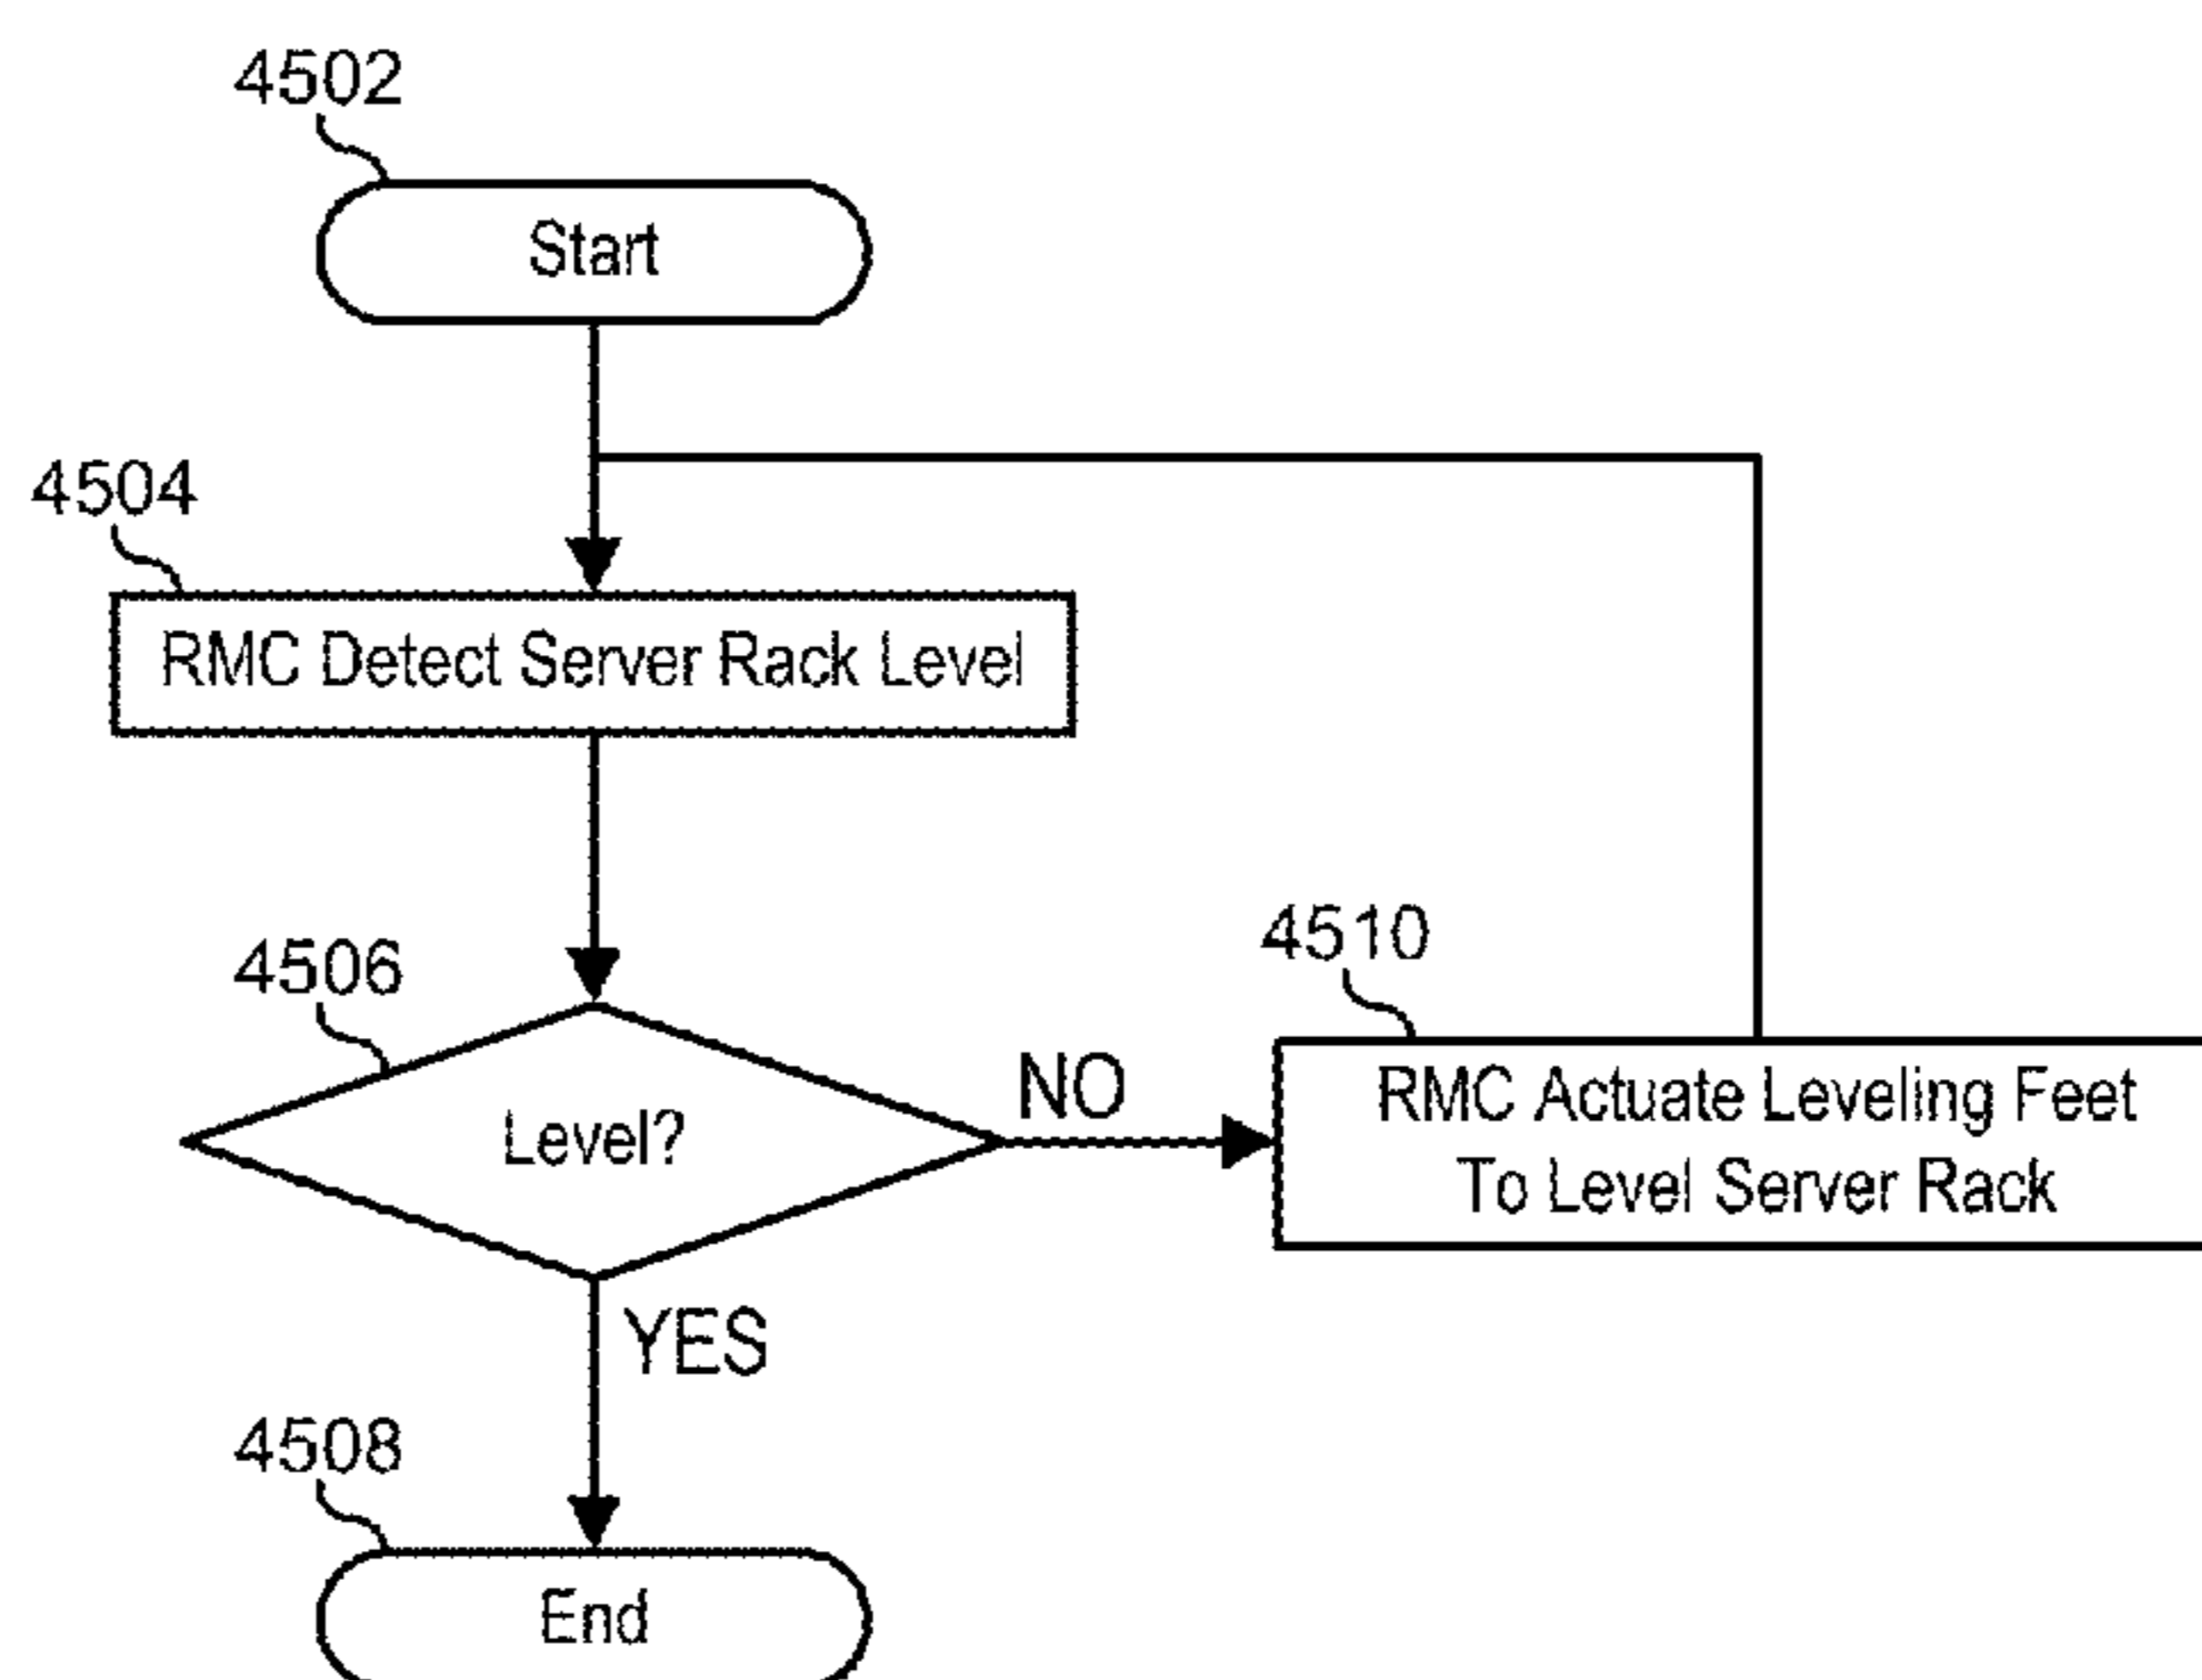 4502
Start
4504
RMC Detect Server Rack Level
4506
Level?
NO
4510
RMC Actuate Leveling Feet
To Level Server Rack
YES
4508
End